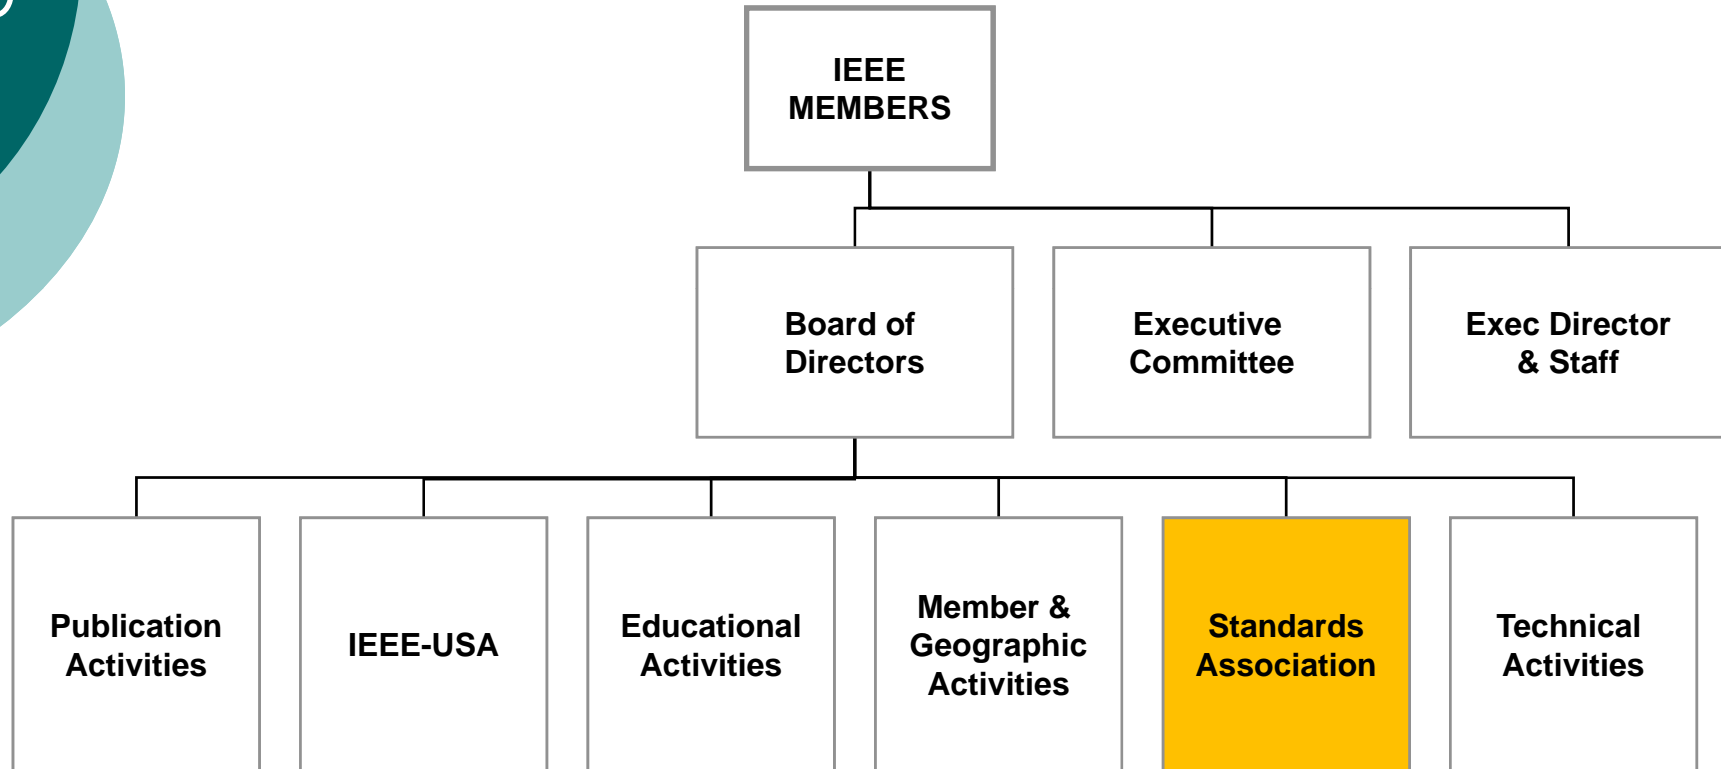 IEEE
MEMBERS
Board of
Directors
Executive
Committee
Exec Director
& Staff
Publication
Activities
IEEE-USA
Educational
Activities
Member &
Geographic
Activities
Standards
Association
Technical
Activities